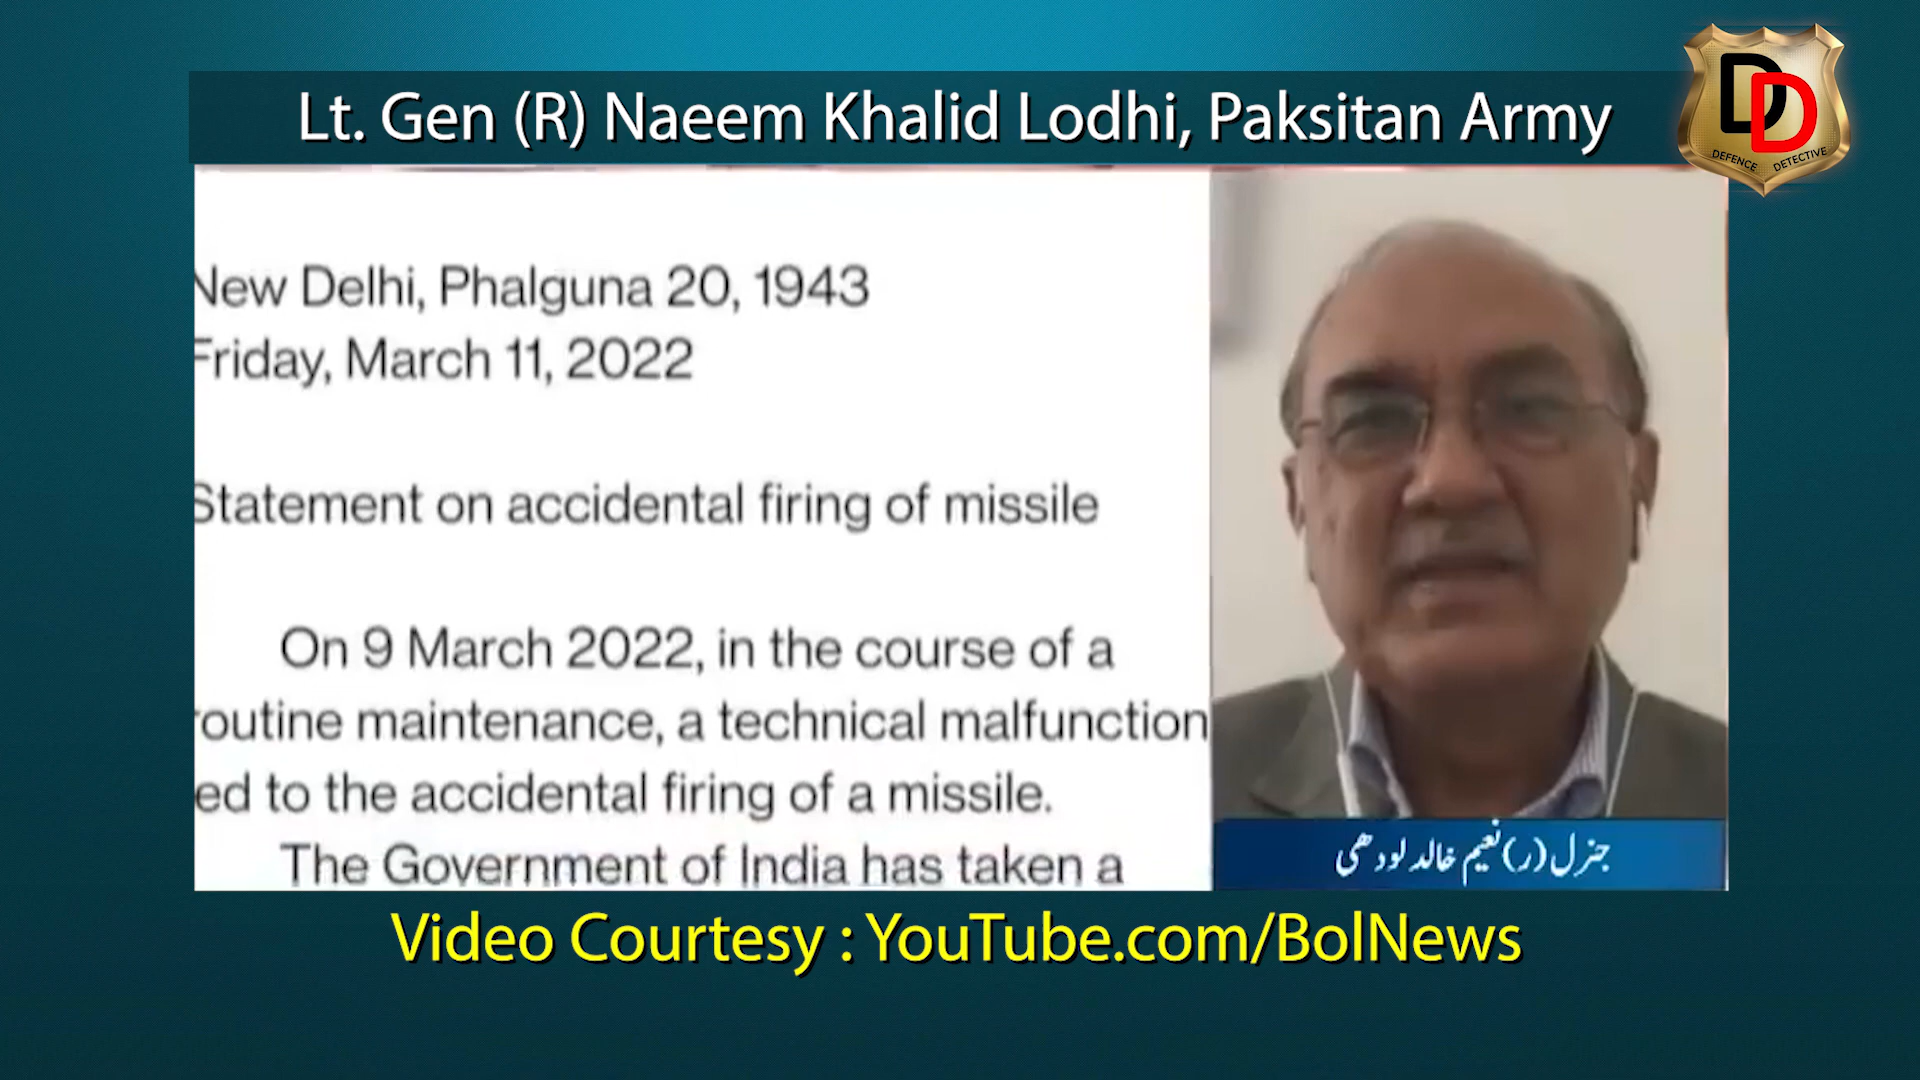 Lt. Gen (R) Naeem Khalid Lodhi, Paksitan Army
DD
DEFENCE DETECTIVE
New Delhi, Phalguna 20, 1943
Friday, March 11, 2022
Statement on accidental firing of missile
On 9 March 2022, in the course of a
routine maintenance, a technical malfunction
led to the accidental firing of a missile.
The Government of India has taken a
جنرل (ر) نعیم خالد لودھی
Video Courtesy : YouTube.com/BolNews